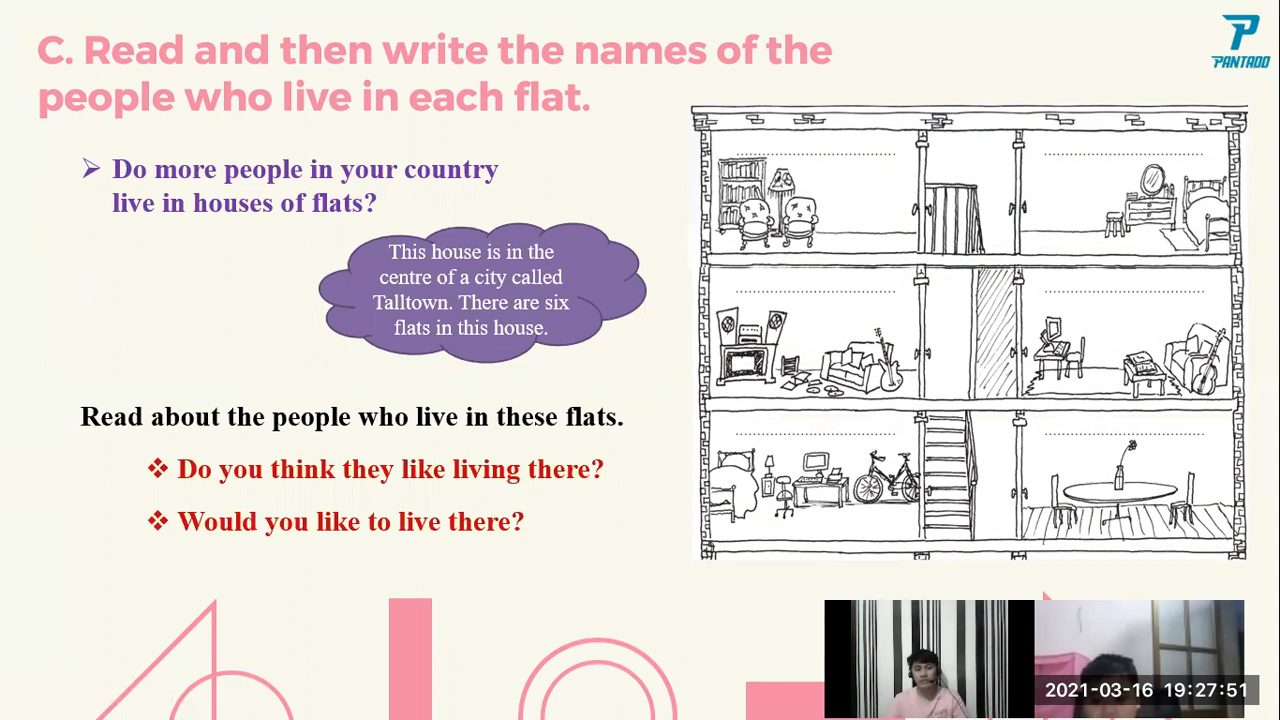 C. Read and then write the names of the
people who live in each flat.
PANTADO
Do more people in your country
live in houses of flats?
This house is in the
centre of a city called
Talltown. There are six
flats in this house.
Read about the people who live in these flats.
Do you think they like living there?
Would you like to live there?
2021-03-16 19:27:51